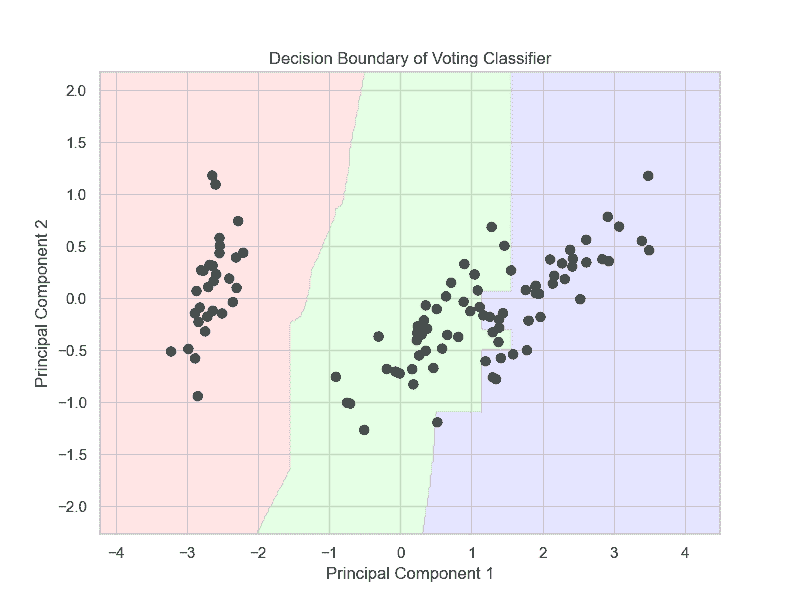 Decision Boundary of Voting Classifier
Principal Component 2
2.0
1.5
1.0
0.5
0.0
−0.5
−1.0
−1.5
−2.0
−4 −3 −2 −1 0 1 2 3 4
Principal Component 1